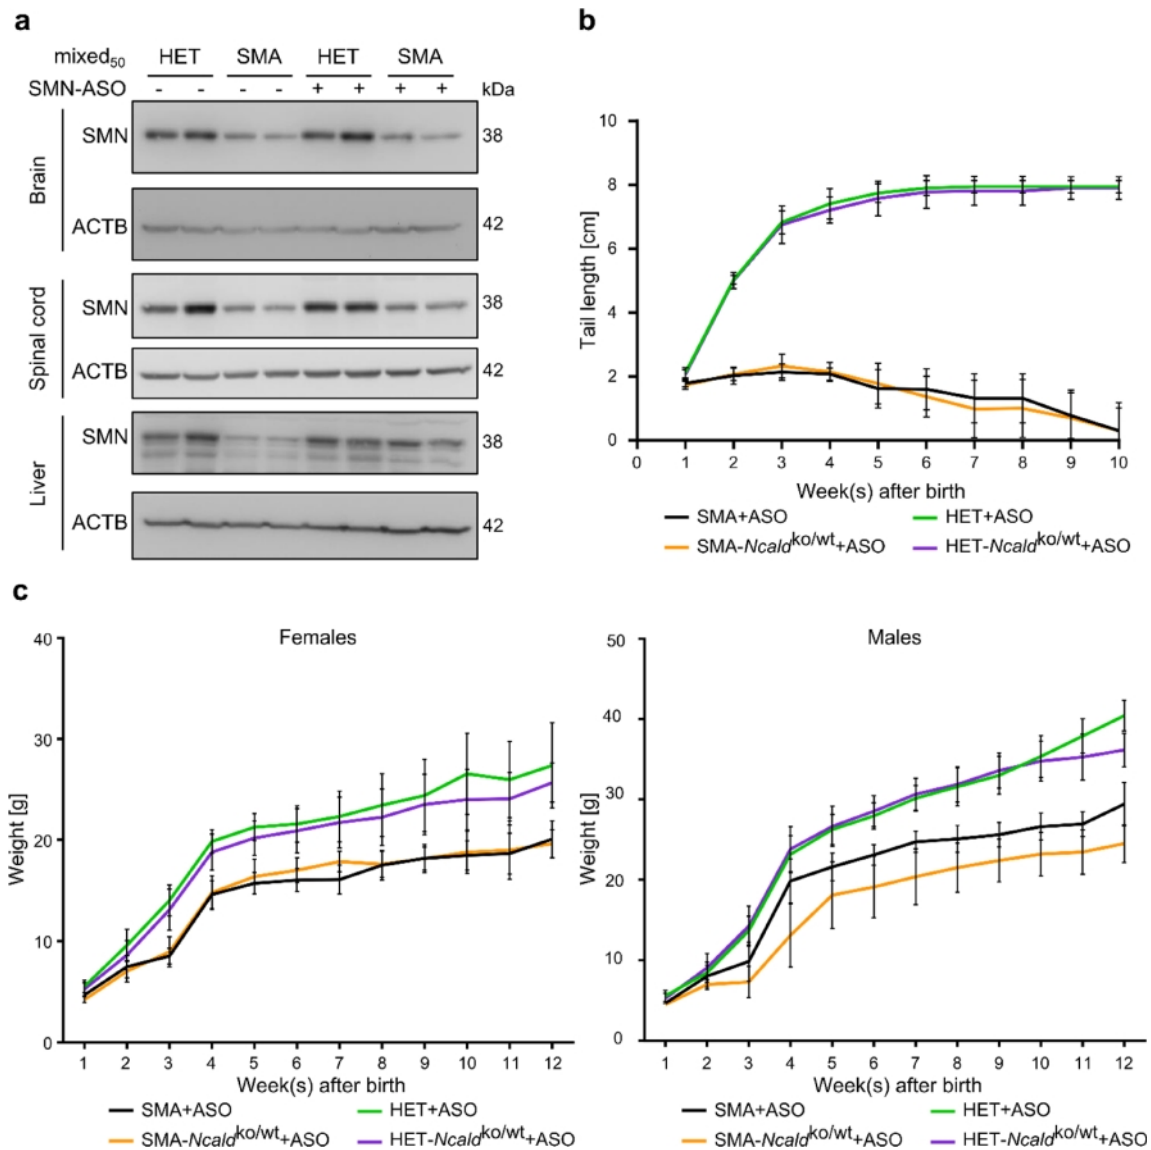 a
mixed50 HET SMA HET SMA
SMN-ASO - - - - + + + + kDa
Brain
SMN 38
ACTB 42
Spinal cord
SMN 38
ACTB 42
Liver
SMN 38
ACTB 42
b
Tail length [cm]
10
8
6
4
2
0
0 1 2 3 4 5 6 7 8 9 10
Week(s) after birth
SMA+ASO HET+ASO
SMA-Ncaldko/wt+ASO HET-Ncaldko/wt+ASO
c
Females
Weight [g]
40
30
20
10
0
1 2 3 4 5 6 7 8 9 10 11 12
Week(s) after birth
SMA+ASO HET+ASO
SMA-Ncaldko/wt+ASO HET-Ncaldko/wt+ASO
Males
Weight [g]
50
40
30
20
10
0
1 2 3 4 5 6 7 8 9 10 11 12
Week(s) after birth
SMA+ASO HET+ASO
SMA-Ncaldko/wt+ASO HET-Ncaldko/wt+ASO